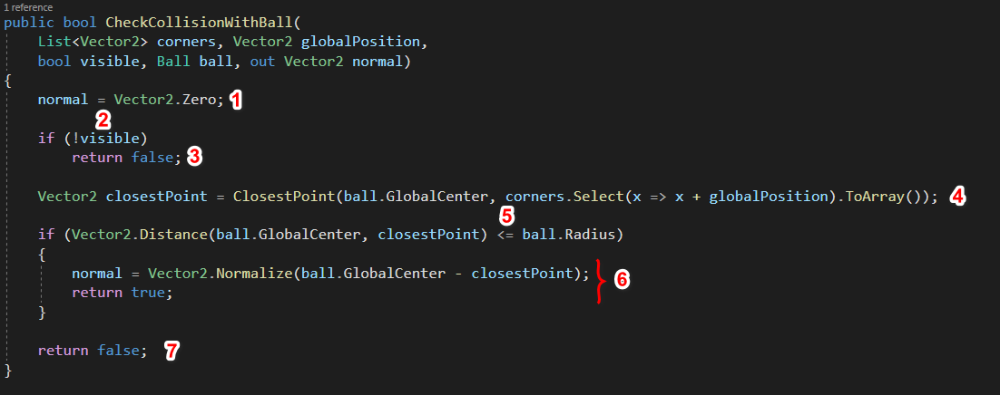 1 reference
public bool CheckCollisionWithBall(
List<Vector2> corners, Vector2 globalPosition,
bool visible, Ball ball, out Vector2 normal)
{
normal = Vector2.Zero; 1
2
if (!visible)
return false; 3
Vector2 closestPoint = ClosestPoint(ball.GlobalCenter, corners.Select(x => x + globalPosition).ToArray()); 4
5
if (Vector2.Distance(ball.GlobalCenter, closestPoint) <= ball.Radius)
{
normal = Vector2.Normalize(ball.GlobalCenter - closestPoint);
6
return true;
}
return false; 7
}